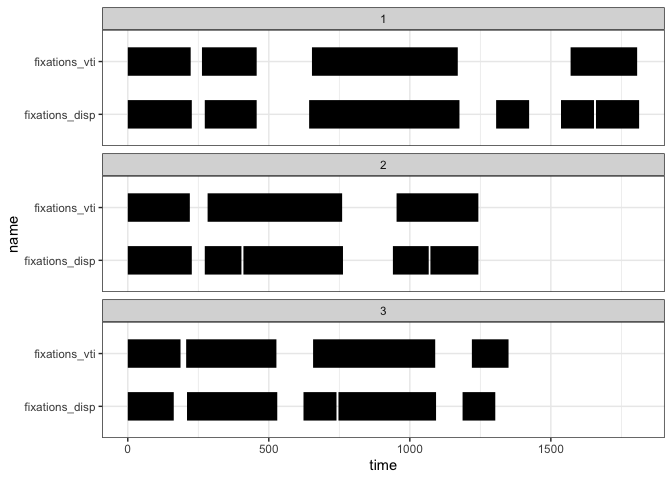 1
fixations_vti
fixations_disp
2
fixations_vti
fixations_disp
3
fixations_vti
fixations_disp
name
0 500 1000 1500
time